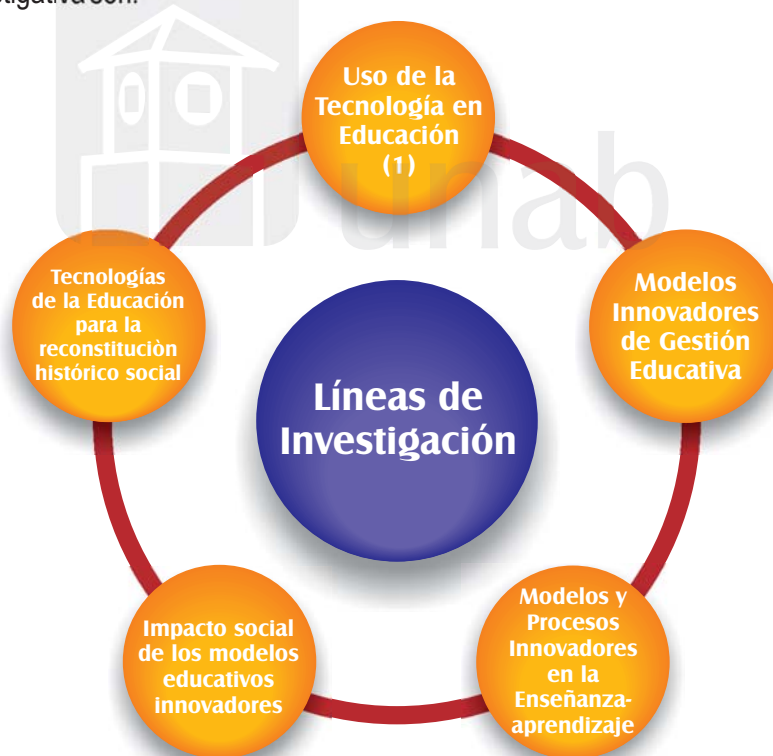 tigativa son:
Uso de la
Tecnología en
Educación
(1)
unab
Modelos
Innovadores
de Gestión
Educativa
Modelos y
Procesos
Innovadores
en la
Enseñanza-
aprendizaje
Impacto social
de los modelos
educativos
innovadores
Tecnologías
de la Educación
para la
reconstituciòn
histórico social
Líneas de
Investigación